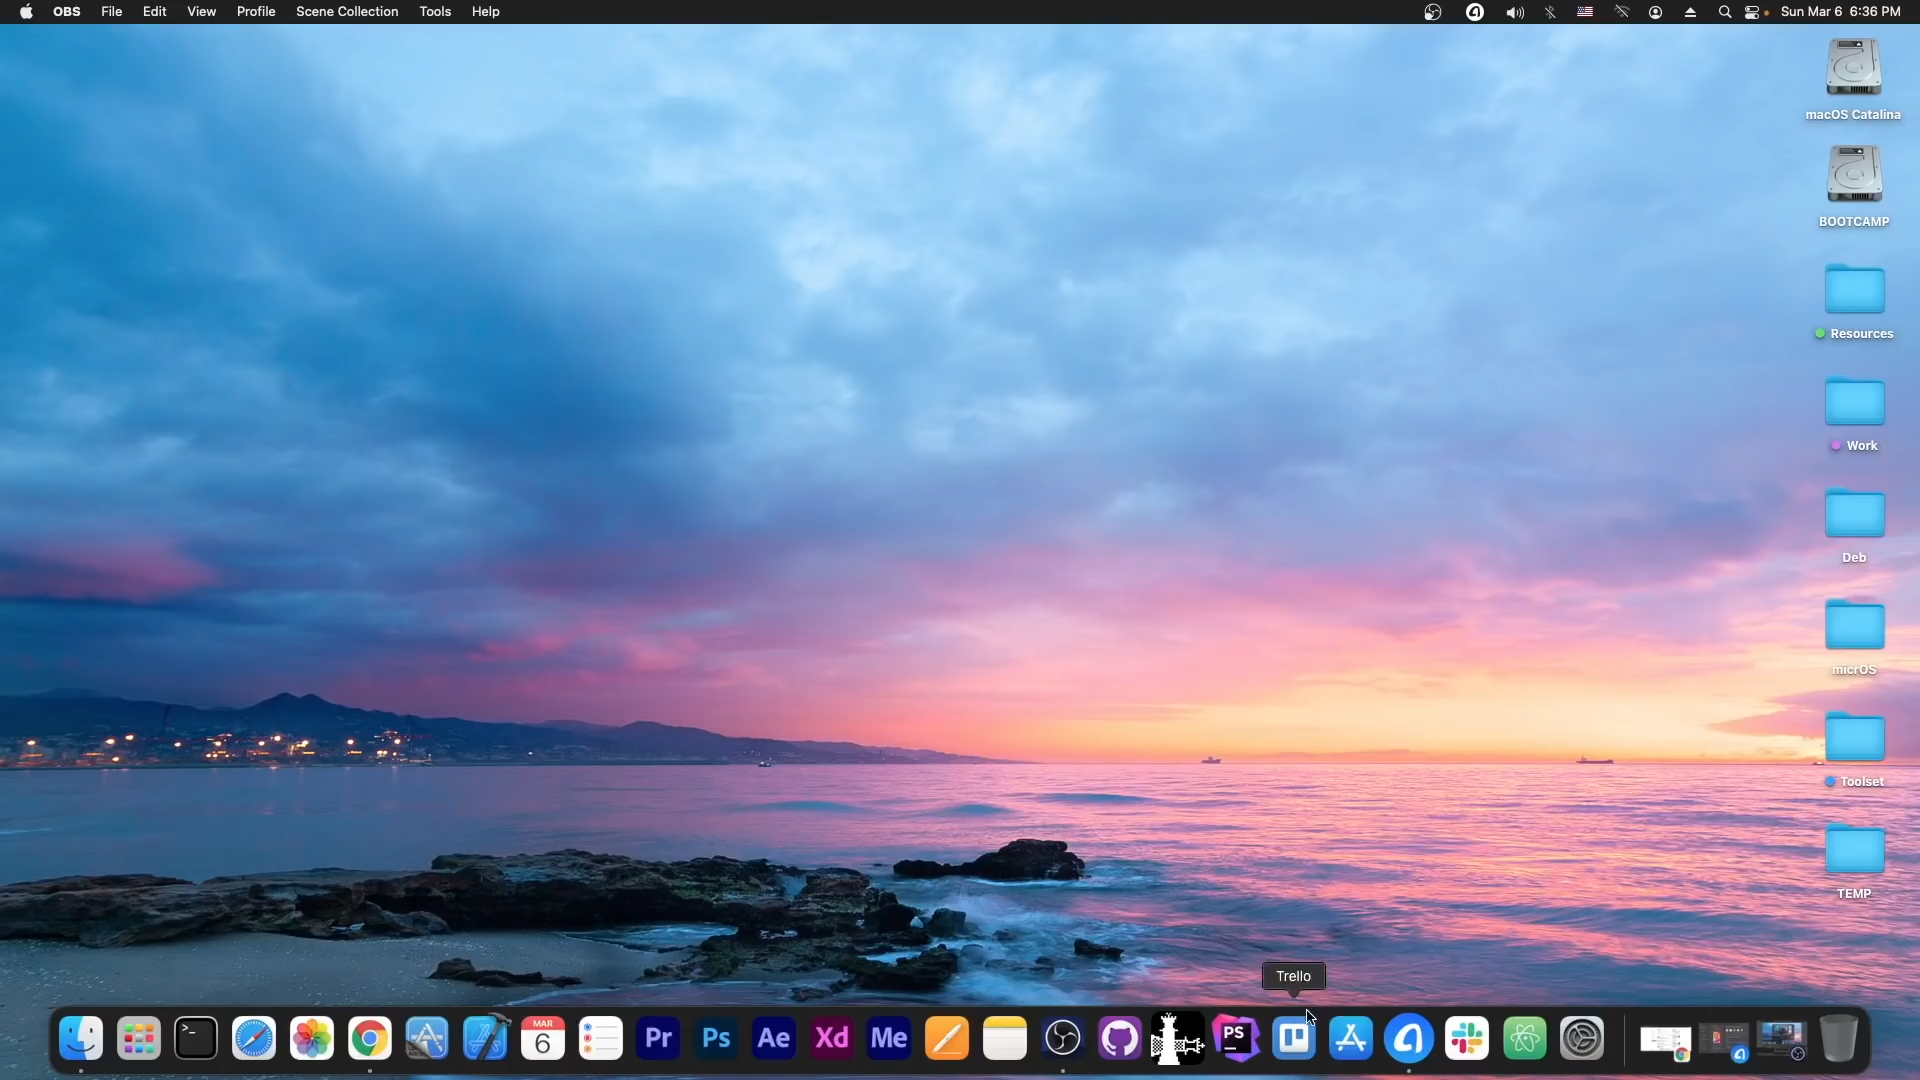 OBS File Edit View Profile Scene Collection Tools Help Sun Mar 6 6:36 PM
macOS Catalina
BOOTCAMP
Resources
Work
Deb
micrOS
Toolset
TEMP
Trello
>_
MAR
6
Pr
Ps
Ae
Xd
Me
PS